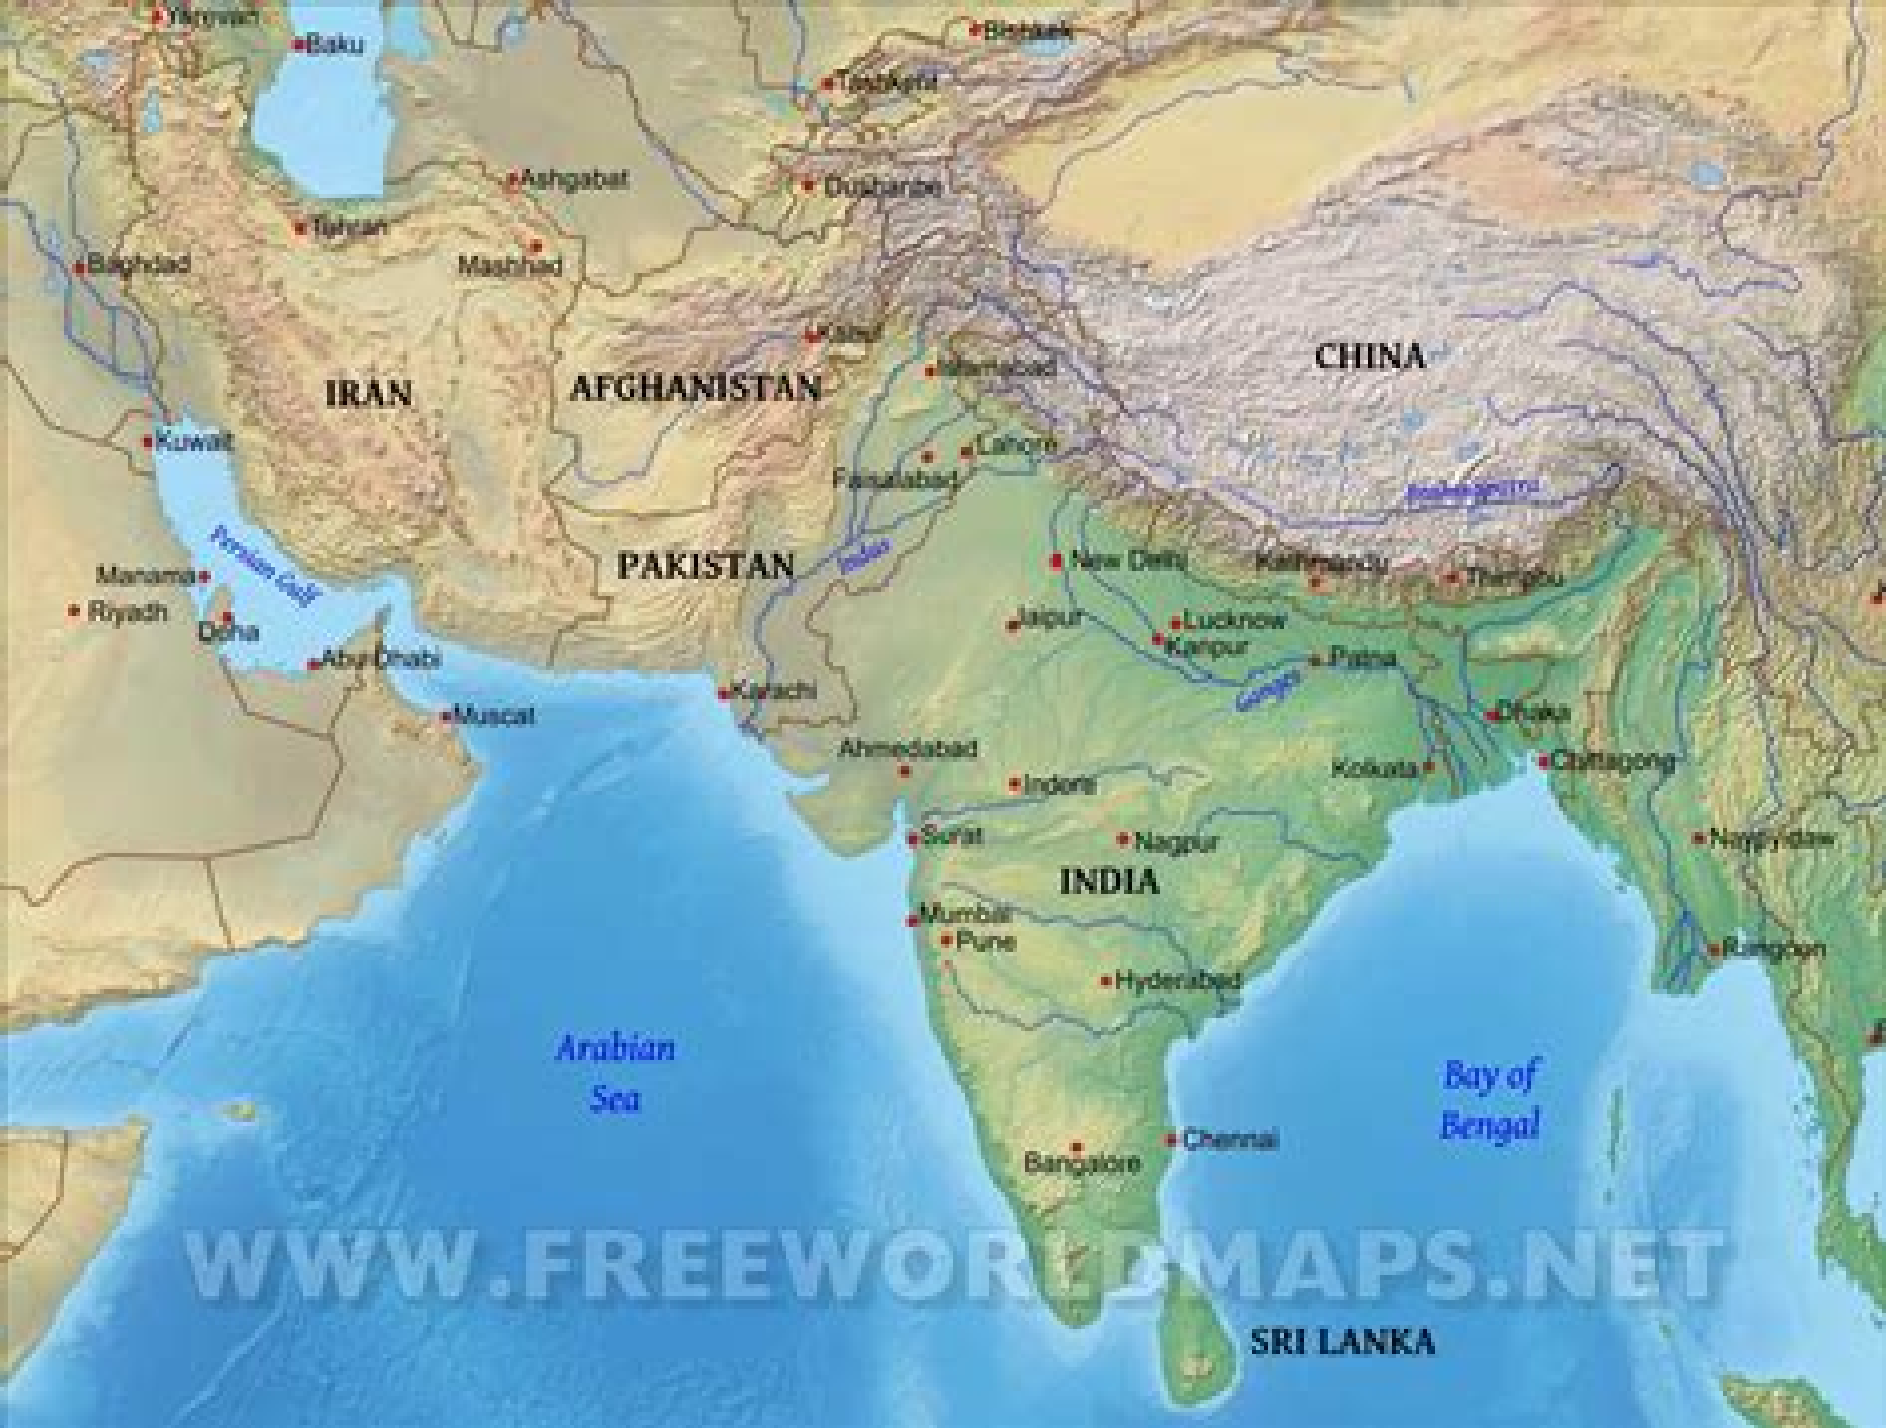 Yerevan
Baku
Bishkek
Tashkent
Ashgabat
Dushanbe
Tehran
Mashhad
Baghdad
Kabul
CHINA
Islamabad
IRAN
AFGHANISTAN
Kuwait
Lahore
Faisalabad
Brahmaputra
Persian Gulf
Indus
PAKISTAN
New Delhi
Kathmandu
Thimphu
Manama
Riyadh
Doha
Jaipur
Lucknow
Kanpur
Abu Dhabi
Patna
Ganges
Karachi
Muscat
Dhaka
Ahmedabad
Kolkata
Chittagong
Indore
Surat
Nagpur
Naypyidaw
INDIA
Mumbai
Pune
Rangoon
Hyderabad
Arabian
Sea
Bay of
Bengal
Chennai
Bangalore
WWW.FREEWORLDMAPS.NET
SRI LANKA